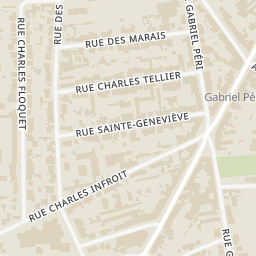 RUE CHARLES FLOQUET
RUE DES
RUE DES MARAIS
GABRIEL PÉRI
RUE CHARLES TELLIER
Gabriel Pé
RUE SAINTE-GENEVIÈVE
RUE CHARLES INFROIT
RUE G